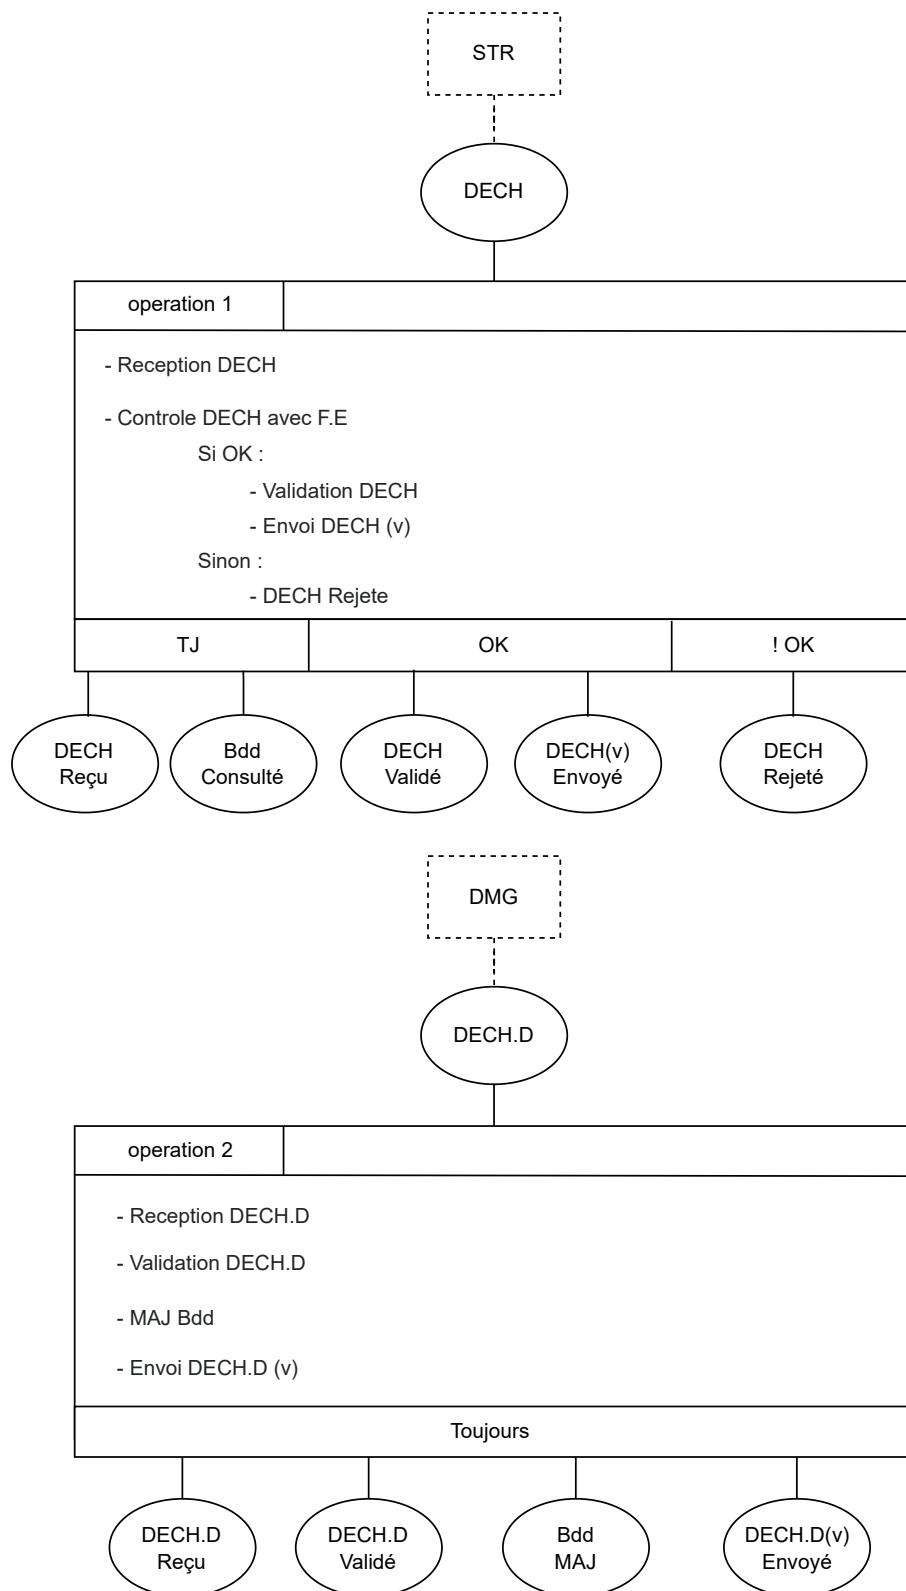 STR
DECH
operation 1
- Reception DECH
- Controle DECH avec F.E
Si OK :
- Validation DECH
- Envoi DECH (v)
Sinon :
- DECH Rejete
TJ
OK
! OK
DECH
Reçu
Bdd
Consulté
DECH
Validé
DECH(v)
Envoyé
DECH
Rejeté
DMG
DECH.D
operation 2
- Reception DECH.D
- Validation DECH.D
- MAJ Bdd
- Envoi DECH.D (v)
Toujours
DECH.D
Reçu
DECH.D
Validé
Bdd
MAJ
DECH.D(v)
Envoyé